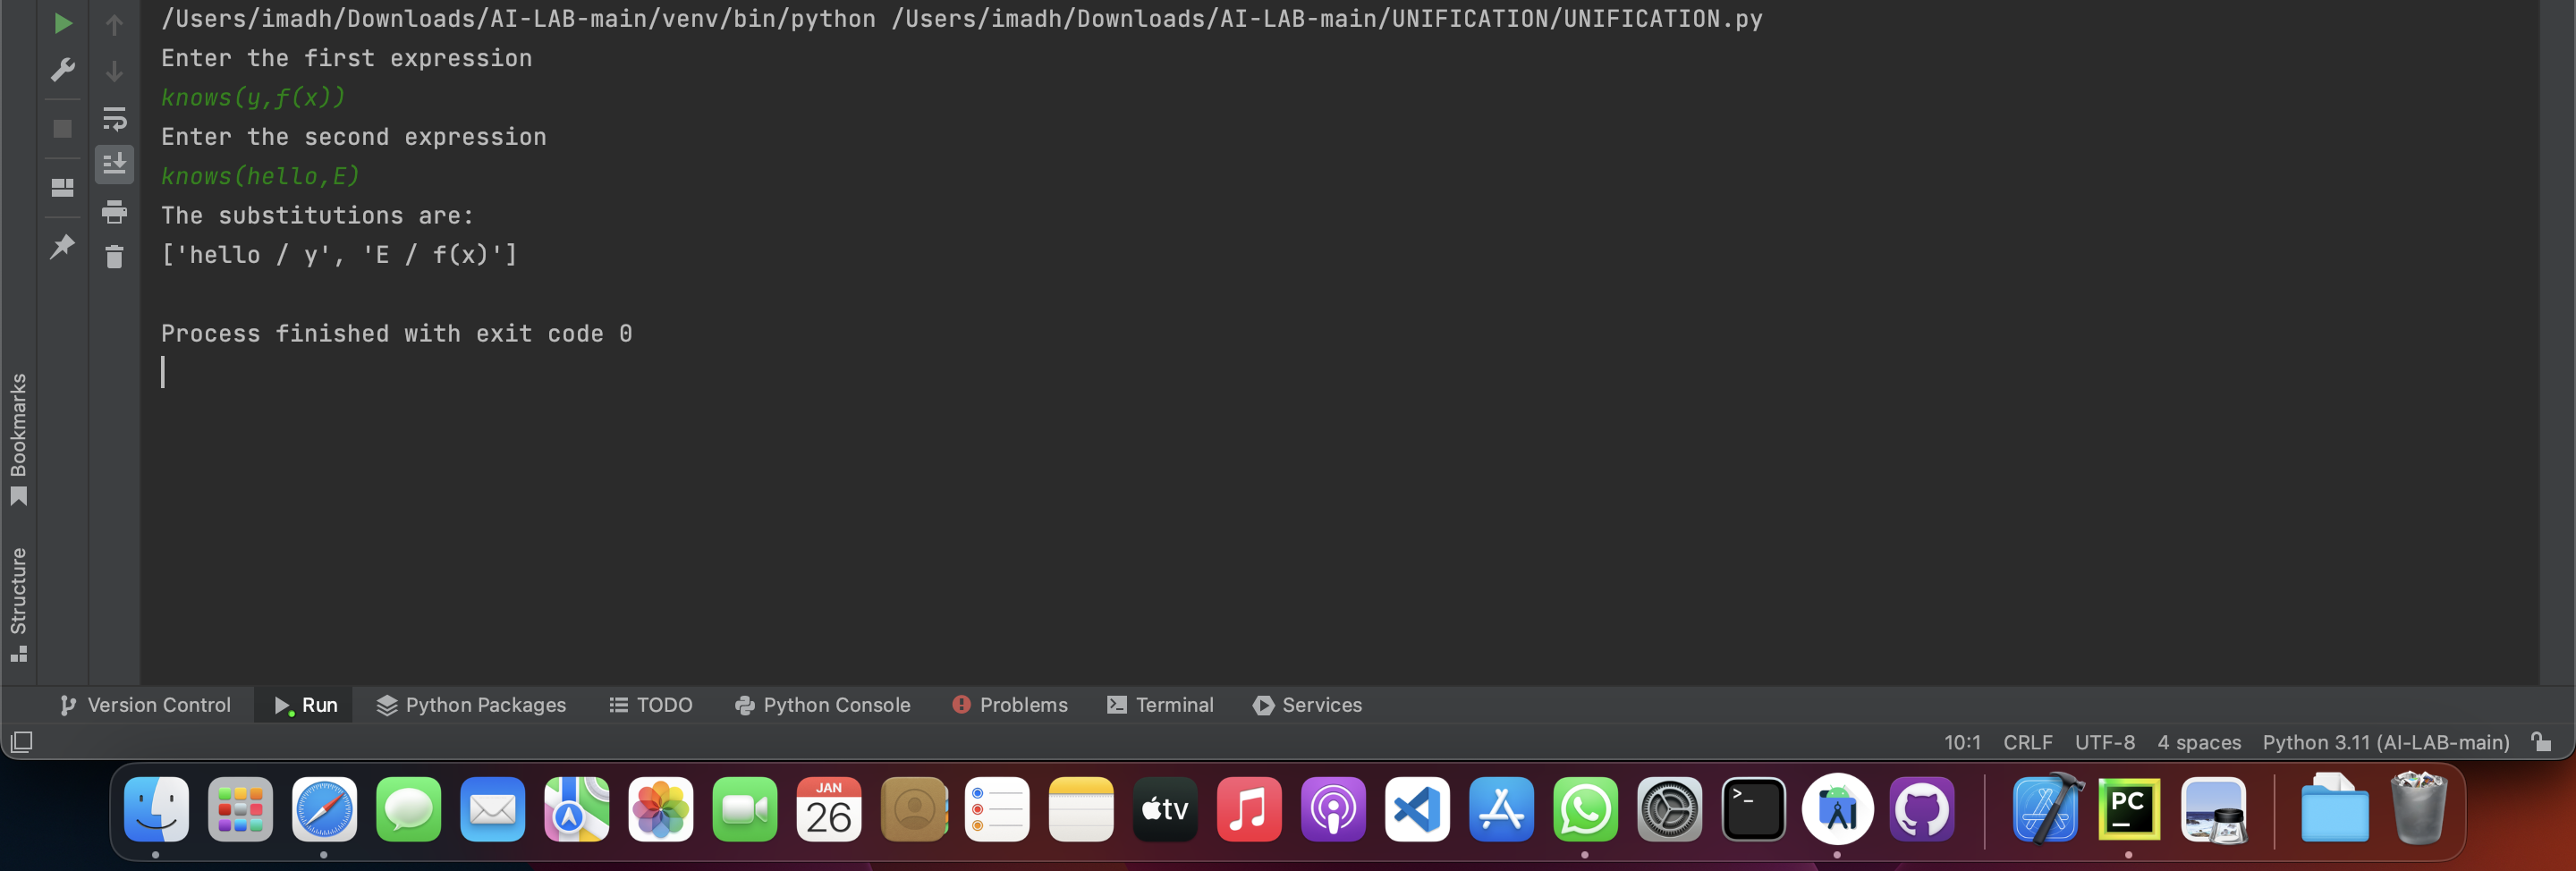 /Users/imadh/Downloads/AI-LAB-main/venv/bin/python /Users/imadh/Downloads/AI-LAB-main/UNIFICATION/UNIFICATION.py
Enter the first expression
knows(y,f(x))
Enter the second expression
knows(hello,E)
The substitutions are:
['hello / y', 'E / f(x)']
Process finished with exit code 0
Bookmarks
Structure
Version Control Run Python Packages TODO Python Console Problems Terminal Services
10:1 CRLF UTF-8 4 spaces Python 3.11 (AI-LAB-main)
JAN
26
tv
>_
PC